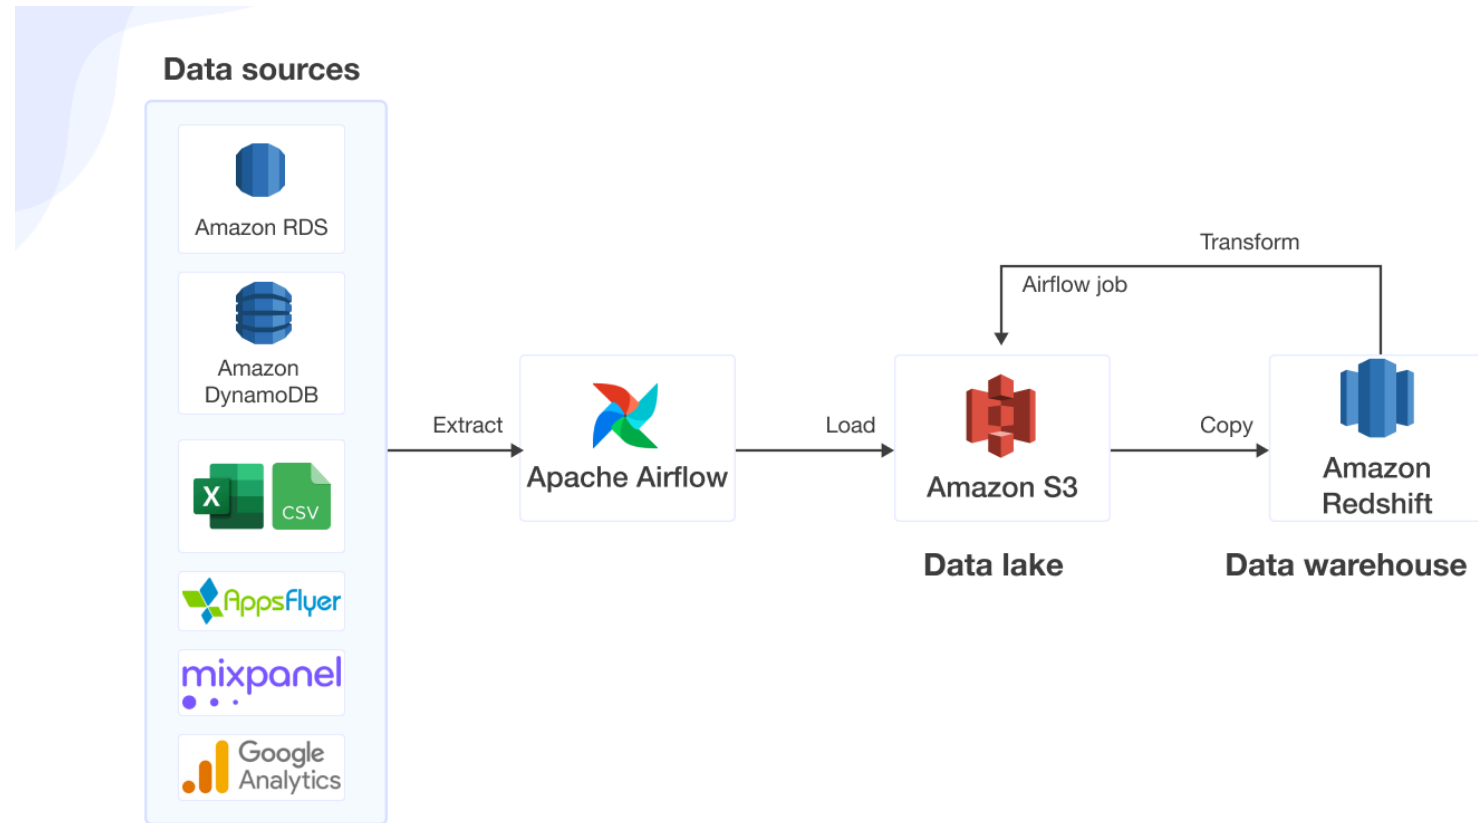 Data sources
Amazon RDS
Amazon
DynamoDB
X
CSV
AppsFlyer
mixpanel
Google
Analytics
Extract
Apache Airflow
Load
Transform
Airflow job
Amazon S3
Data lake
Copy
Amazon
Redshift
Data warehouse